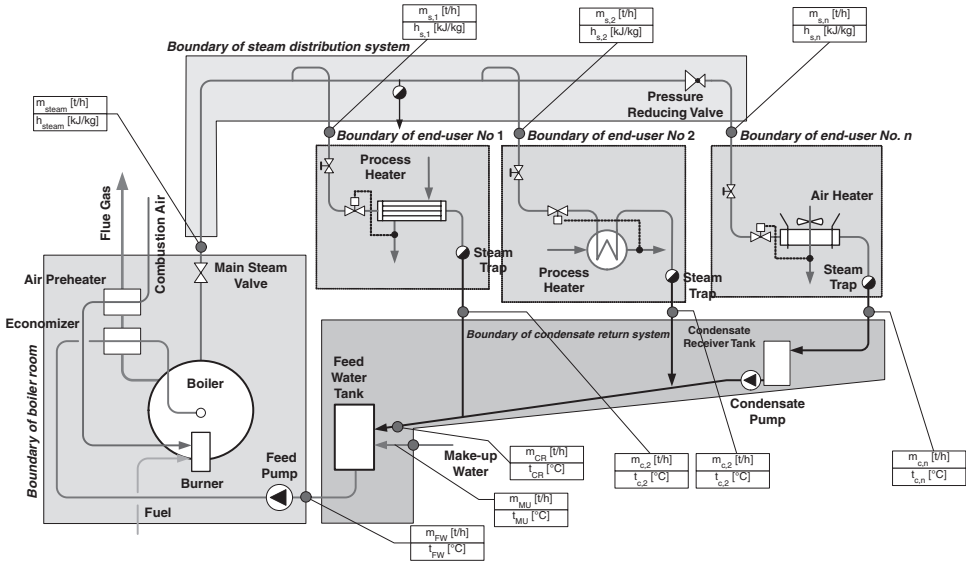 m_s,1 [t/h]
h_s,1 [kJ/kg]
m_s,2 [t/h]
h_s,2 [kJ/kg]
m_s,n [t/h]
h_s,n [kJ/kg]
Boundary of steam distribution system
m_steam [t/h]
h_steam [kJ/kg]
Pressure
Reducing Valve
Boundary of end-user No 1
Boundary of end-user No 2
Boundary of end-user No. n
Process
Heater
Air Heater
Steam
Trap
Process
Heater
Steam
Trap
Steam
Trap
Flue Gas
Combustion Air
Air Preheater
Main Steam
Valve
Economizer
Boiler
Burner
Fuel
Boundary of boiler room
Feed
Pump
Boundary of condensate return system
Condensate
Receiver Tank
Feed
Water
Tank
Condensate
Pump
Make-up
Water
m_CR [t/h]
t_CR [°C]
m_c,2 [t/h]
t_c,2 [°C]
m_c,2 [t/h]
t_c,2 [°C]
m_c,n [t/h]
t_c,n [°C]
m_MU [t/h]
t_MU [°C]
m_FW [t/h]
t_FW [°C]